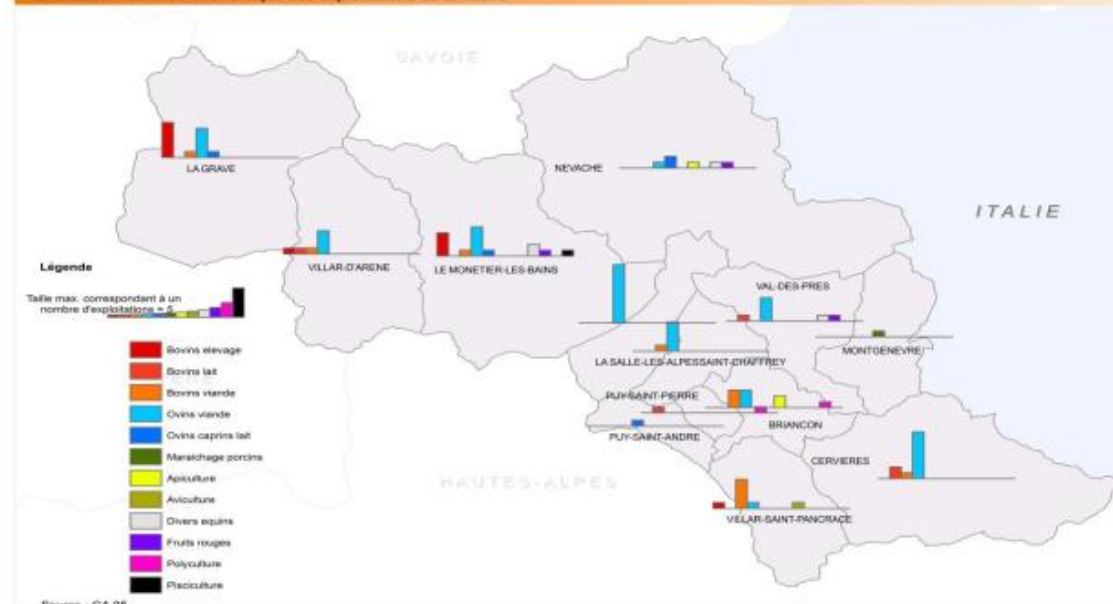 SAVOIE
LA GRAVE
NEVACHE
ITALIE
VILLAR-D'ARENE
LE MONETIER-LES-BAINS
VAL-DES-PRES
MONTGENEVRE
LA SALLE-LES-ALPES
SAINT-CHAFFREY
PUY-SAINT-PIERRE
BRIANCON
PUY-SAINT-ANDRE
CERVIERES
HAUTES-ALPES
VILLAR-SAINT-PANCRACE
Légende
Taille max. correspondant à un
nombre d'exploitations = 5
Bovins elevage
Bovins lait
Bovins viande
Ovins viande
Ovins caprins lait
Maraichage porcins
Apiculture
Aviculture
Divers equins
Fruits rouges
Polyculture
Pisciculture